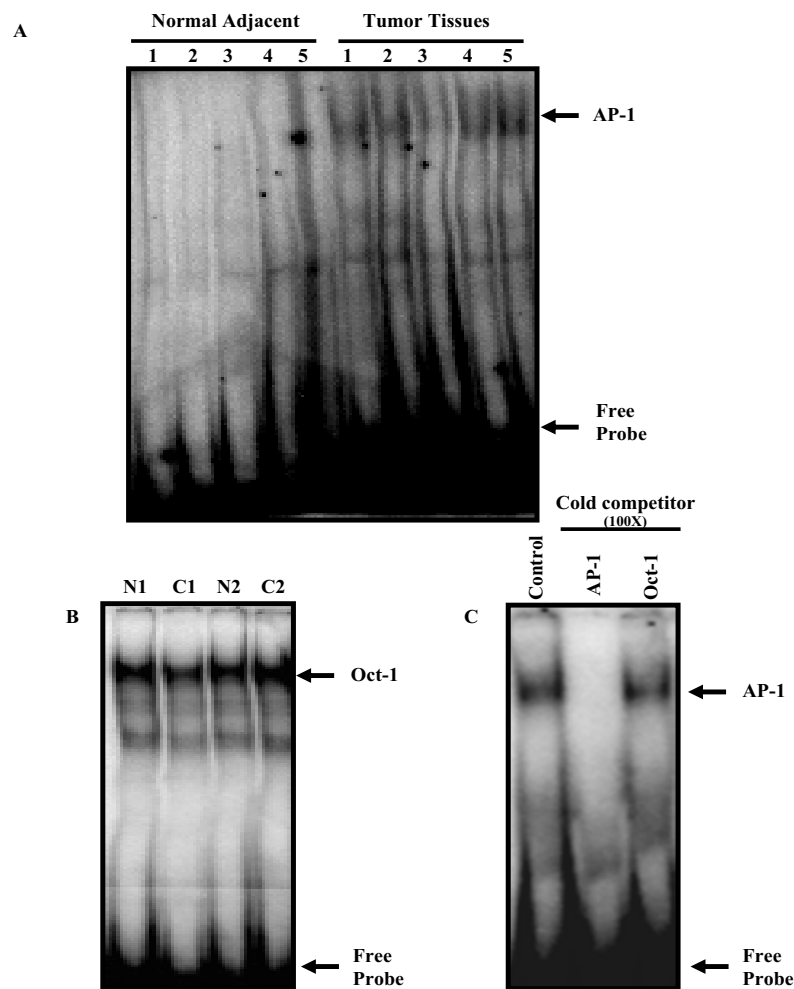 A
Normal Adjacent Tumor Tissues
1 2 3 4 5 1 2 3 4 5
AP-1
Free
Probe
B
N1 C1 N2 C2
Oct-1
Free
Probe
C
Cold competitor
(100X)
Control AP-1 Oct-1
AP-1
Free
Probe